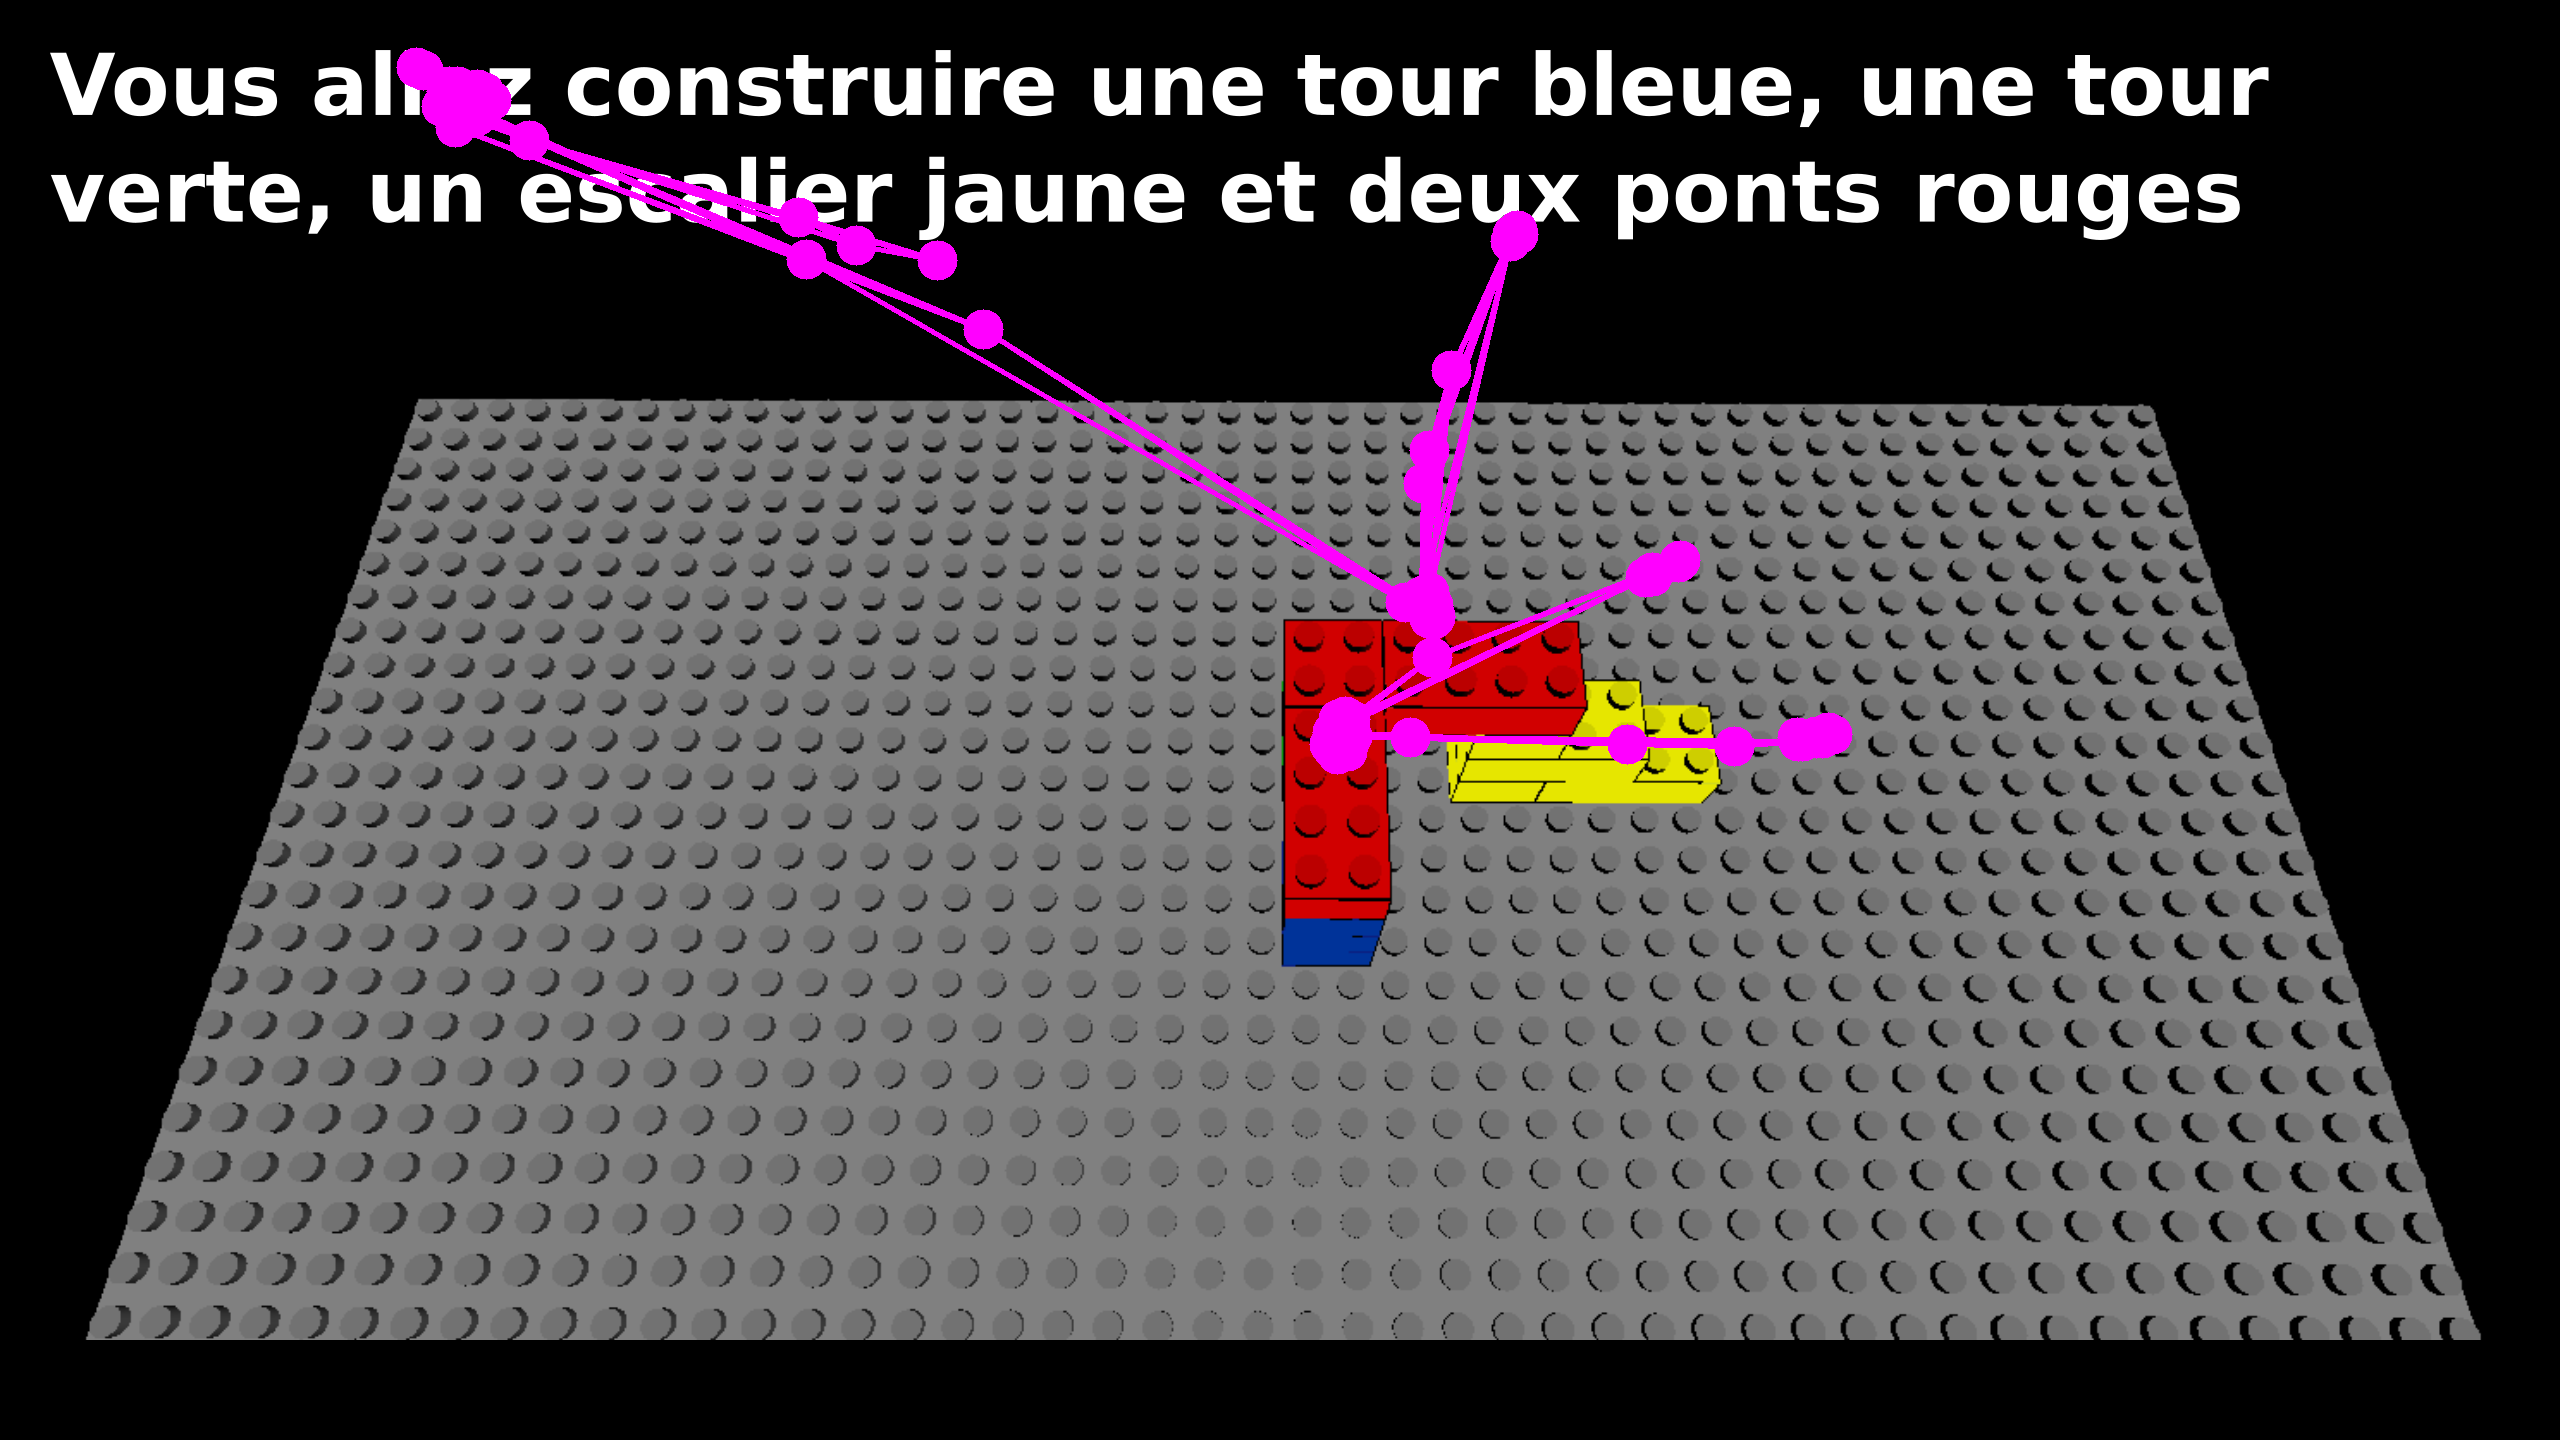 Vous allez construire une tour bleue, une tour
verte, un escalier jaune et deux ponts rouges